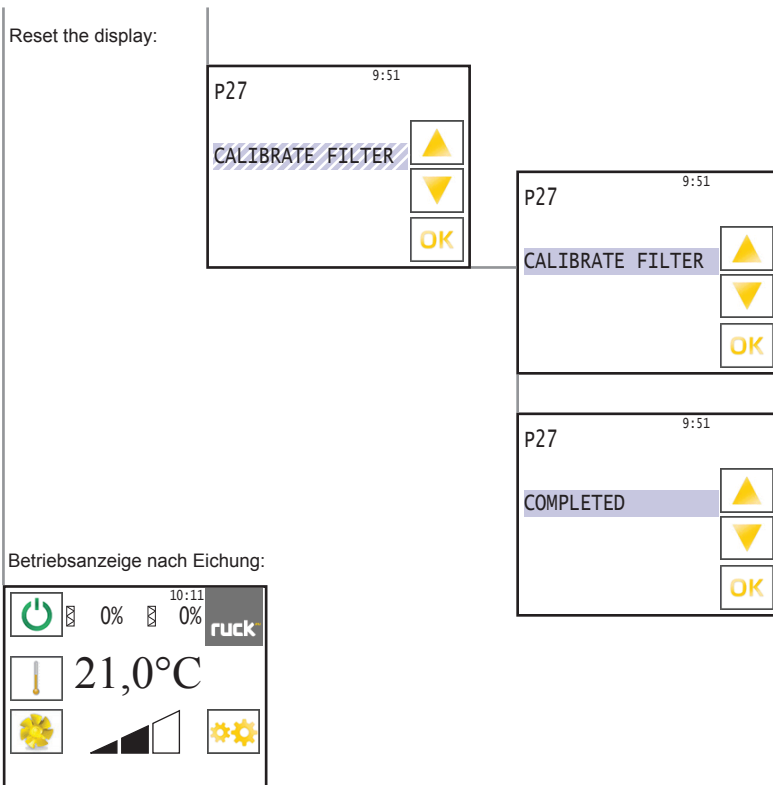 Reset the display:
9:51
P27
CALIBRATE FILTER
OK
9:51
P27
CALIBRATE FILTER
OK
9:51
P27
COMPLETED
OK
Betriebsanzeige nach Eichung:
10:11
0% 0%
ruck
21,0°C